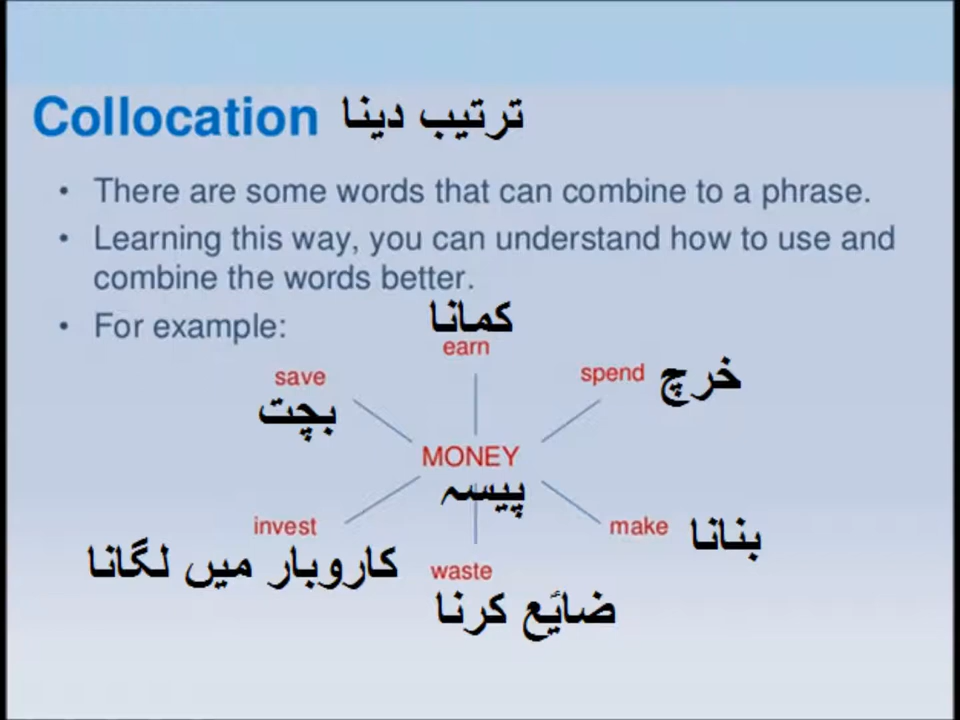 Collocation ترتیب دینا
• There are some words that can combine to a phrase.
• Learning this way, you can understand how to use and
combine the words better.
• For example:
کمانا
earn
save
بچت
spend خرچ
MONEY
پیسہ
invest
کاروبار میں لگانا
make بنانا
waste
ضائع کرنا